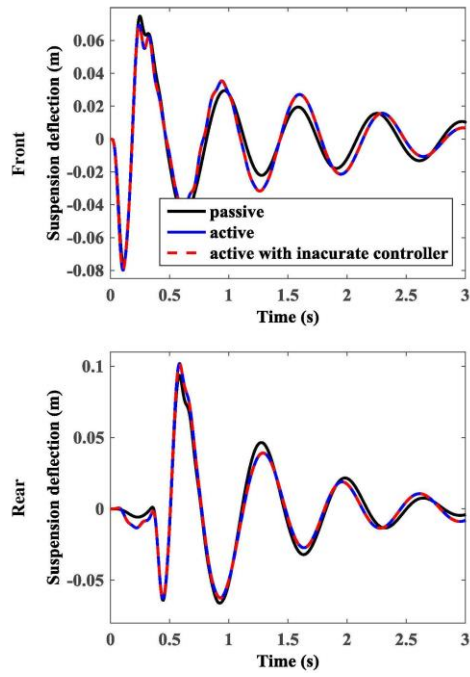 0.06
0.04
0.02
0
-0.02
-0.04
-0.06
-0.08
Front
Suspension deflection (m)
passive
active
active with inacurate controller
0 0.5 1 1.5 2 2.5 3
Time (s)
0.1
0.05
0
-0.05
Rear
Suspension deflection (m)
0 0.5 1 1.5 2 2.5 3
Time (s)